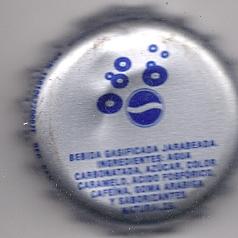 BEBIDA GASIFICADA JARABEADA.
INGREDIENTES: AGUA
CARBONATADA, AZÚCAR, COLOR
CARAMELO, ÁCIDO FOSFÓRICO,
CAFEÍNA, GOMA ARÁBIGA
Y SABORIZANTES
NATURALES.